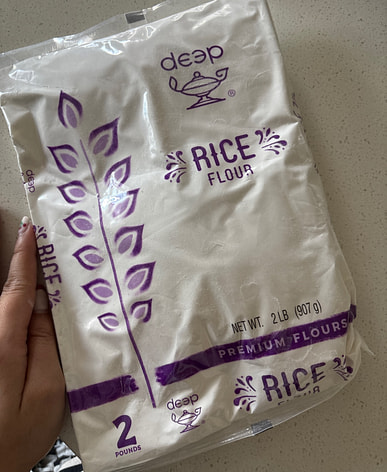 deep
®
RICE
FLOUR
deep
RICE
NET WT. 2 LB (907 g)
PREMIUM FLOURS
deep
RICE
FLOUR
2
POUNDS